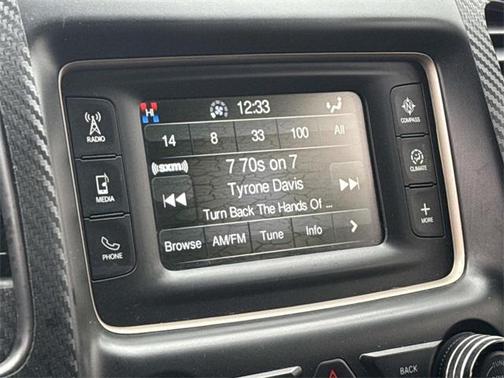 HI 12:33
14 8 33 100 All
((sxm)) 7 70s on 7
Tyrone Davis
Turn Back The Hands Of ...
Browse AM/FM Tune Info >
RADIO
MEDIA
PHONE
COMPASS
CLIMATE
+
MORE
BACK